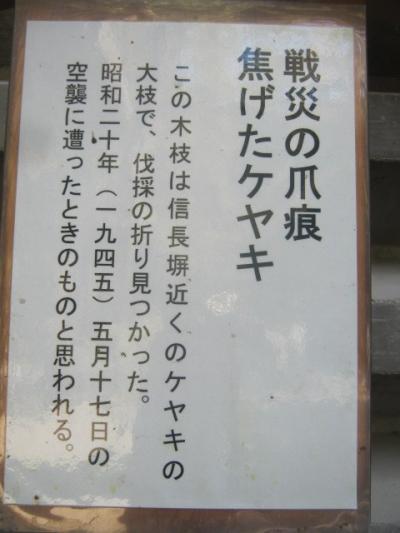 戦災の爪痕
焦げたケヤキ
この木枝は信長塀近くのケヤキの
大枝で、伐採の折り見つかった。
昭和二十年（一九四五）五月十七日の
空襲に遭ったときのものと思われる。